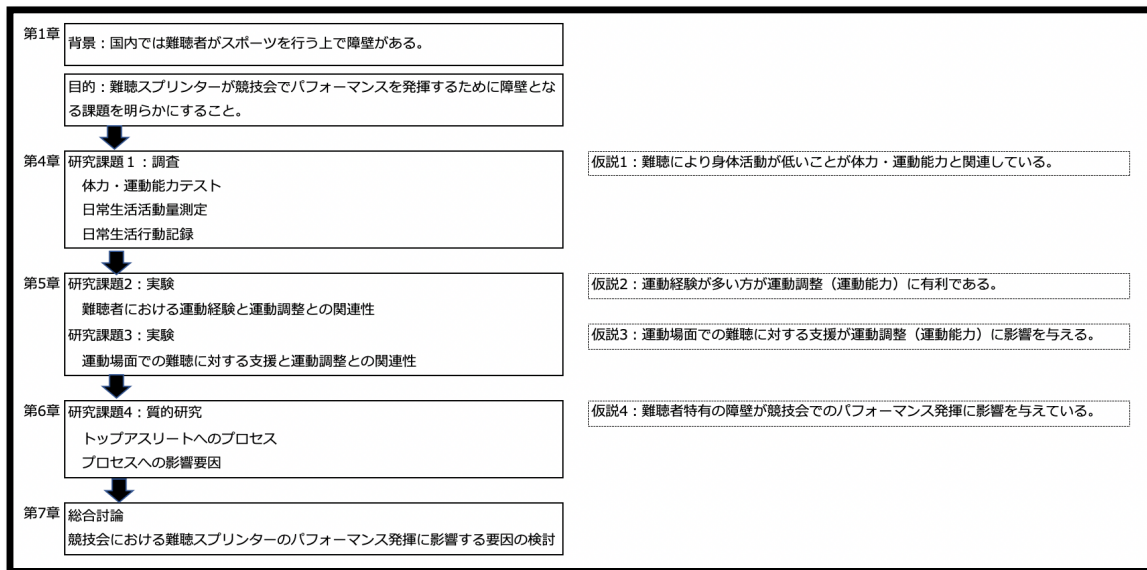 第1章
背景：国内では難聴者がスポーツを行う上で障壁がある。
目的：難聴スプリンターが競技会でパフォーマンスを発揮するために障壁とな
る課題を明らかにすること。
第4章
研究課題１：調査
体力・運動能力テスト
日常生活活動量測定
日常生活行動記録
仮説1：難聴により身体活動が低いことが体力・運動能力と関連している。
第5章
研究課題2：実験
難聴者における運動経験と運動調整との関連性
研究課題3：実験
運動場面での難聴に対する支援と運動調整との関連性
仮説2：運動経験が多い方が運動調整（運動能力）に有利である。
仮説3：運動場面での難聴に対する支援が運動調整（運動能力）に影響を与える。
第6章
研究課題4：質的研究
トップアスリートへのプロセス
プロセスへの影響要因
仮説4：難聴者特有の障壁が競技会でのパフォーマンス発揮に影響を与えている。
第7章
総合討論
競技会における難聴スプリンターのパフォーマンス発揮に影響する要因の検討